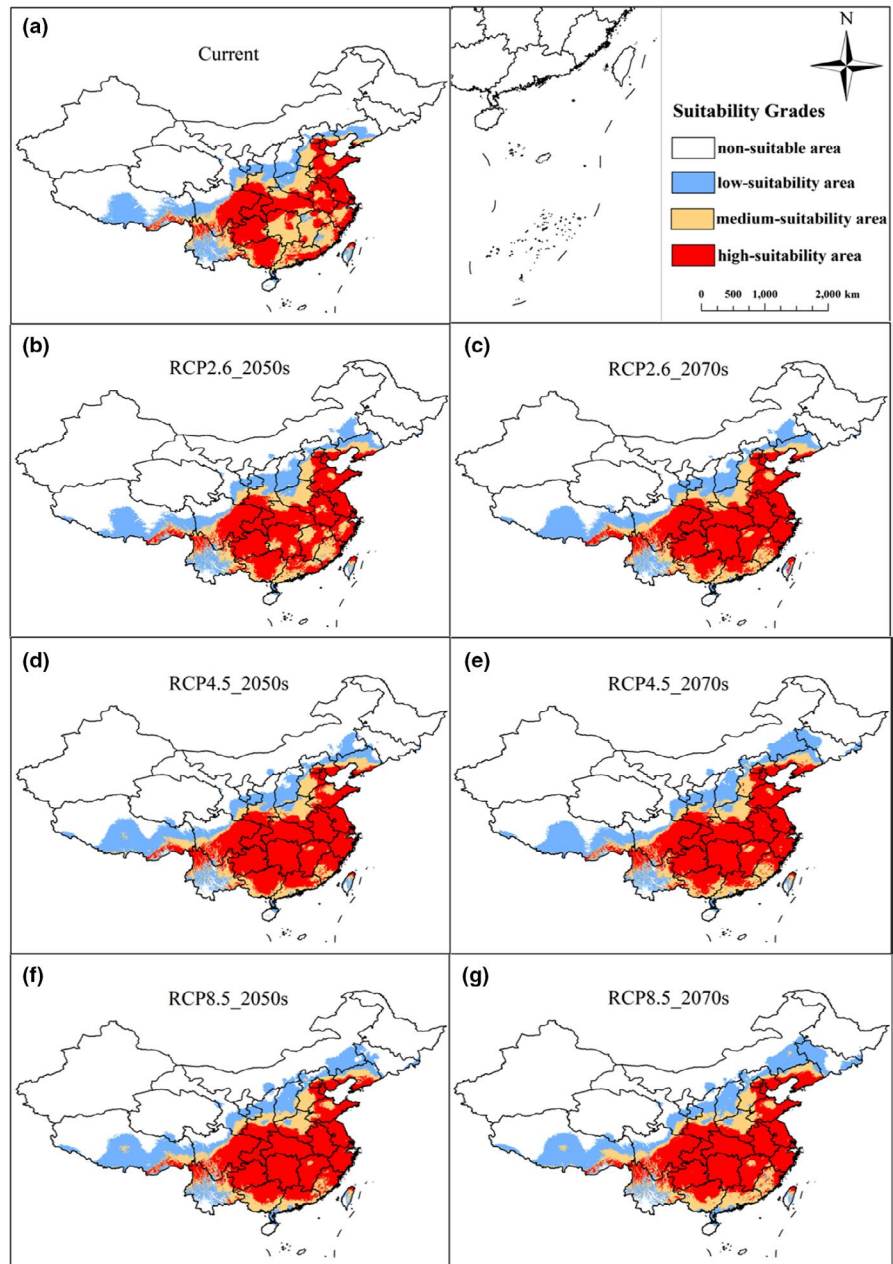 (a)
Current
N
Suitability Grades
non-suitable area
low-suitability area
medium-suitability area
high-suitability area
0 500 1,000 2,000 km
(b)
RCP2.6_2050s
(c)
RCP2.6_2070s
(d)
RCP4.5_2050s
(e)
RCP4.5_2070s
(f)
RCP8.5_2050s
(g)
RCP8.5_2070s